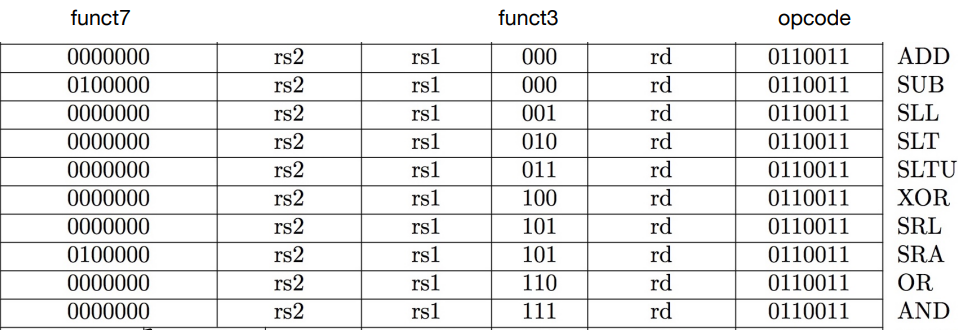 funct7 funct3 opcode
0000000 rs2 rs1 000 rd 0110011 ADD
0100000 rs2 rs1 000 rd 0110011 SUB
0000000 rs2 rs1 001 rd 0110011 SLL
0000000 rs2 rs1 010 rd 0110011 SLT
0000000 rs2 rs1 011 rd 0110011 SLTU
0000000 rs2 rs1 100 rd 0110011 XOR
0000000 rs2 rs1 101 rd 0110011 SRL
0100000 rs2 rs1 101 rd 0110011 SRA
0000000 rs2 rs1 110 rd 0110011 OR
0000000 rs2 rs1 111 rd 0110011 AND